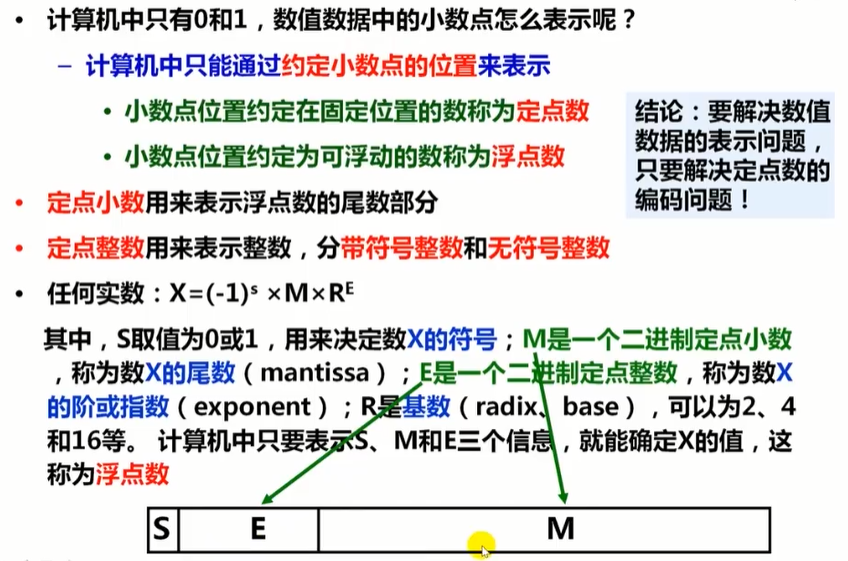 • 计算机中只有0和1，数值数据中的小数点怎么表示呢？
– 计算机中只能通过约定小数点的位置来表示
• 小数点位置约定在固定位置的数称为定点数
• 小数点位置约定为可浮动的数称为浮点数
结论：要解决数值
数据的表示问题，
只要解决定点数的
编码问题！
• 定点小数用来表示浮点数的尾数部分
• 定点整数用来表示整数，分带符号整数和无符号整数
• 任何实数：X=(-1)ˢ ×M×Rᴱ
其中，S取值为0或1，用来决定数X的符号；M是一个二进制定点小数
，称为数X的尾数（mantissa）；E是一个二进制定点整数，称为数X
的阶或指数（exponent）；R是基数（radix、base），可以为2、4
和16等。 计算机中只要表示S、M和E三个信息，就能确定X的值，这
称为浮点数
S E M